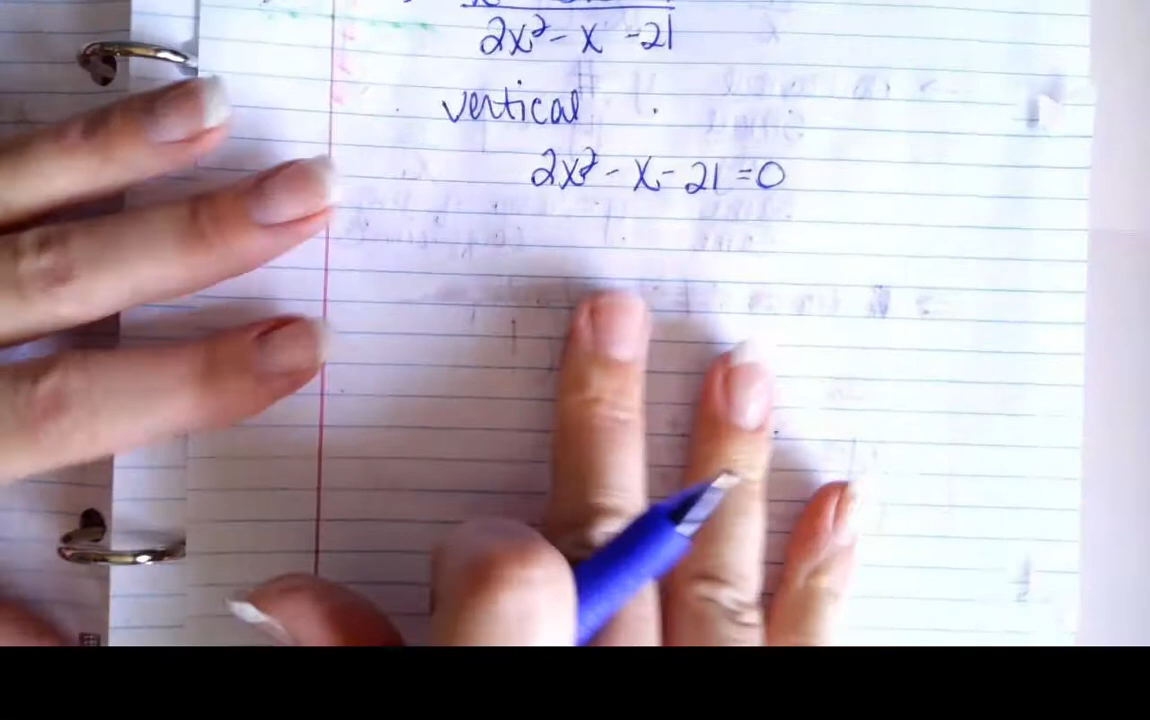 2x² - x - 21
vertical
2x² - x - 21 = 0